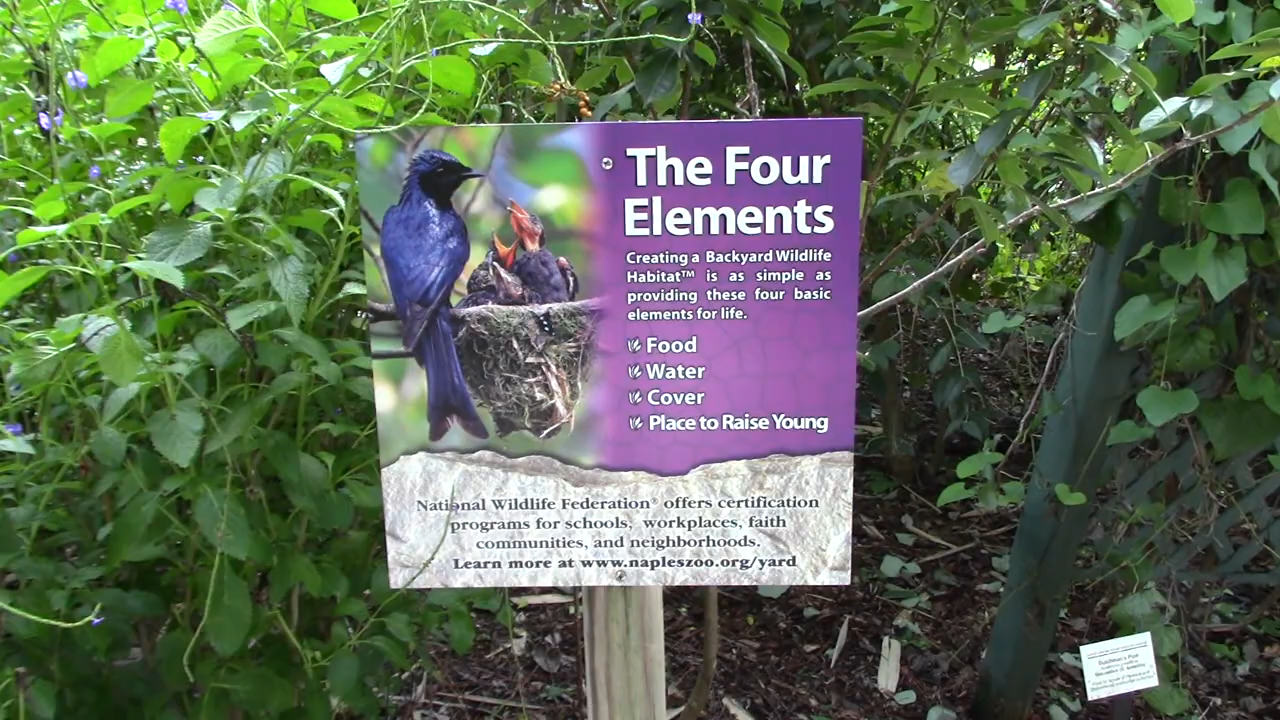 The Four
Elements
Creating a Backyard Wildlife
Habitat™ is as simple as
providing these four basic
elements for life.
Food
Water
Cover
Place to Raise Young
National Wildlife Federation® offers certification
programs for schools, workplaces, faith
communities, and neighborhoods.
Learn more at www.napleszoo.org/yard
Dutchman's Pipe